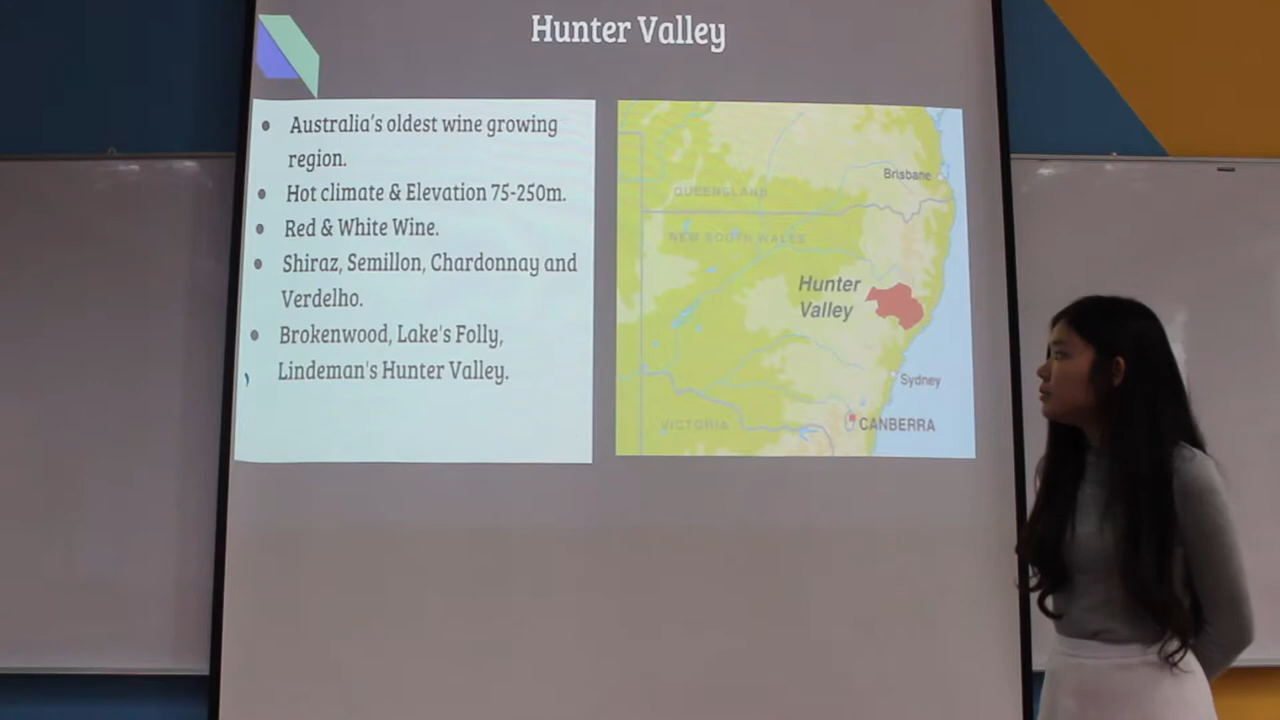 Hunter Valley
Australia's oldest wine growing
region.
Hot climate & Elevation 75-250m.
Red & White Wine.
Shiraz, Semillon, Chardonnay and
Verdelho.
Brokenwood, Lake's Folly,
Lindeman's Hunter Valley.
Brisbane
QUEENSLAND
NEW SOUTH WALES
Hunter
Valley
Sydney
VICTORIA
CANBERRA